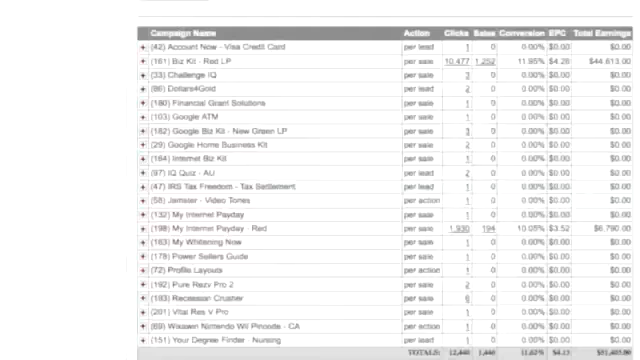 Campaign Name Action Clicks Sales Conversion EPC Total Earnings
(42) Account Now - Visa Credit Card per lead 1 0 0.00% $0.00 $0.00
(161) Biz Kit - Red LP per sale 10,477 1,252 11.95% $4.26 $44,613.00
(33) Challenge IQ per sale 3 0 0.00% $0.00 $0.00
(86) Dollars4Gold per lead 2 0 0.00% $0.00 $0.00
(180) Financial Grant Solutions per sale 1 0 0.00% $0.00 $0.00
(103) Google ATM per sale 1 0 0.00% $0.00 $0.00
(182) Google Biz Kit - New Green LP per sale 3 0 0.00% $0.00 $0.00
(29) Google Home Business Kit per sale 2 0 0.00% $0.00 $0.00
(164) Internet Biz Kit per sale 1 0 0.00% $0.00 $0.00
(97) IQ Quiz - AU per lead 2 0 0.00% $0.00 $0.00
(47) IRS Tax Freedom - Tax Settlement per lead 1 0 0.00% $0.00 $0.00
(58) Jamster - Video Tones per action 1 0 0.00% $0.00 $0.00
(132) My Internet Payday per sale 1 0 0.00% $0.00 $0.00
(198) My Internet Payday - Red per sale 1,930 194 10.05% $3.52 $6,790.00
(163) My Whitening Now per sale 1 0 0.00% $0.00 $0.00
(178) Power Sellers Guide per sale 1 0 0.00% $0.00 $0.00
(72) Profile Layouts per action 1 0 0.00% $0.00 $0.00
(192) Pure Rezv Pro 2 per sale 2 0 0.00% $0.00 $0.00
(193) Recession Crusher per sale 6 0 0.00% $0.00 $0.00
(201) Vital Res V Pro per sale 1 0 0.00% $0.00 $0.00
(69) Nintendo Wii - CA per action 1 0 0.00% $0.00 $0.00
(151) Your Degree Finder - Nursing per lead 1 0 0.00% $0.00 $0.00
TOTALS: 12,440 1,446 11.62% $4.13 $51,403.00